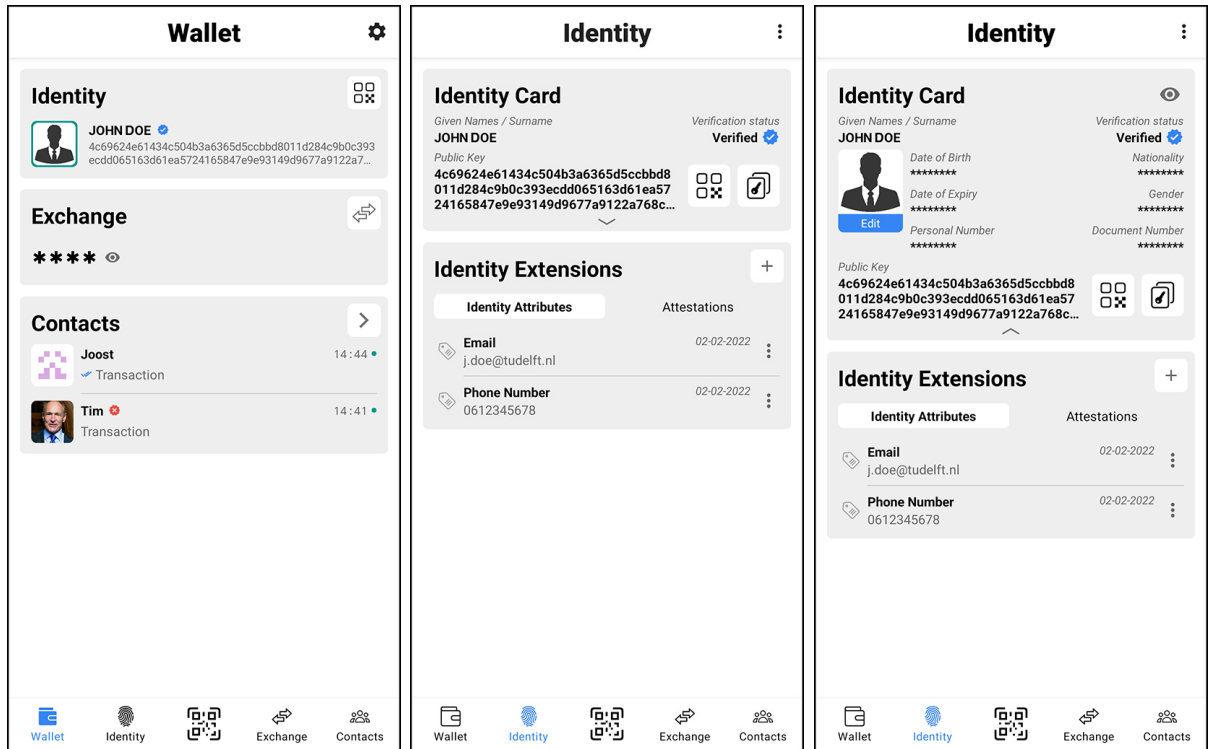 Wallet
Identity
JOHN DOE
4c69624e61434c504b3a6365d5ccbbd8011d284c9b0c393
ecdd065163d61ea5724165847e9e93149d9677a9122a7...
Exchange
****
Contacts
Joost
14:44
Transaction
Tim
14:41
Transaction
Wallet
Identity
Exchange
Contacts
Identity
Identity Card
Given Names / Surname
Verification status
JOHN DOE
Verified
Public Key
4c69624e61434c504b3a6365d5ccbbd8
011d284c9b0c393ecdd065163d61ea57
24165847e9e93149d9677a9122a768c...
Identity Extensions
Identity Attributes
Attestations
Email
02-02-2022
j.doe@tudelft.nl
Phone Number
02-02-2022
0612345678
Wallet
Identity
Exchange
Contacts
Identity
Identity Card
Given Names / Surname
Verification status
JOHN DOE
Verified
Date of Birth
Nationality
********
********
Date of Expiry
Gender
********
********
Edit
Personal Number
Document Number
********
********
Public Key
4c69624e61434c504b3a6365d5ccbbd8
011d284c9b0c393ecdd065163d61ea57
24165847e9e93149d9677a9122a768c...
Identity Extensions
Identity Attributes
Attestations
Email
02-02-2022
j.doe@tudelft.nl
Phone Number
02-02-2022
0612345678
Wallet
Identity
Exchange
Contacts